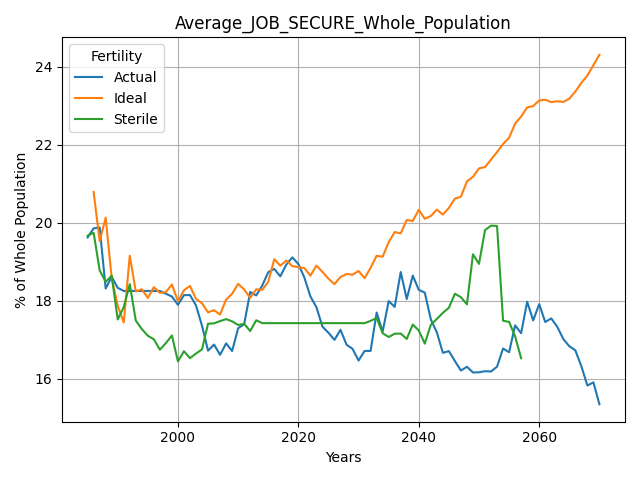 Average_JOB_SECURE_Whole_Population
Fertility
Actual
Ideal
Sterile
% of Whole Population
24
22
20
18
16
2000
2020
2040
2060
Years